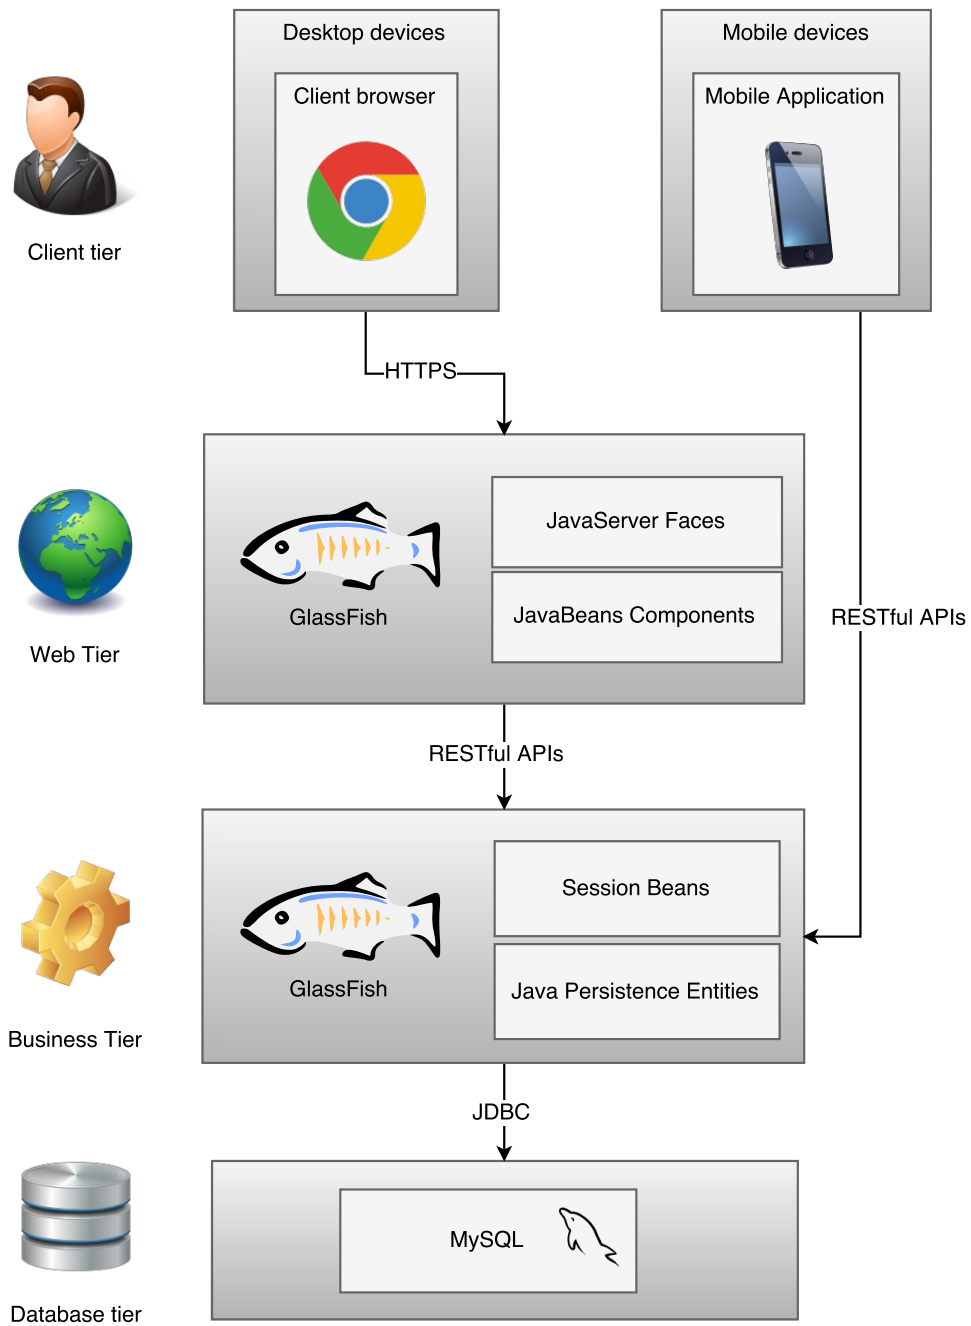 Desktop devices
Mobile devices
Client browser
Mobile Application
Client tier
HTTPS
JavaServer Faces
GlassFish
JavaBeans Components
RESTful APIs
Web Tier
RESTful APIs
Session Beans
GlassFish
Java Persistence Entities
Business Tier
JDBC
MySQL
Database tier